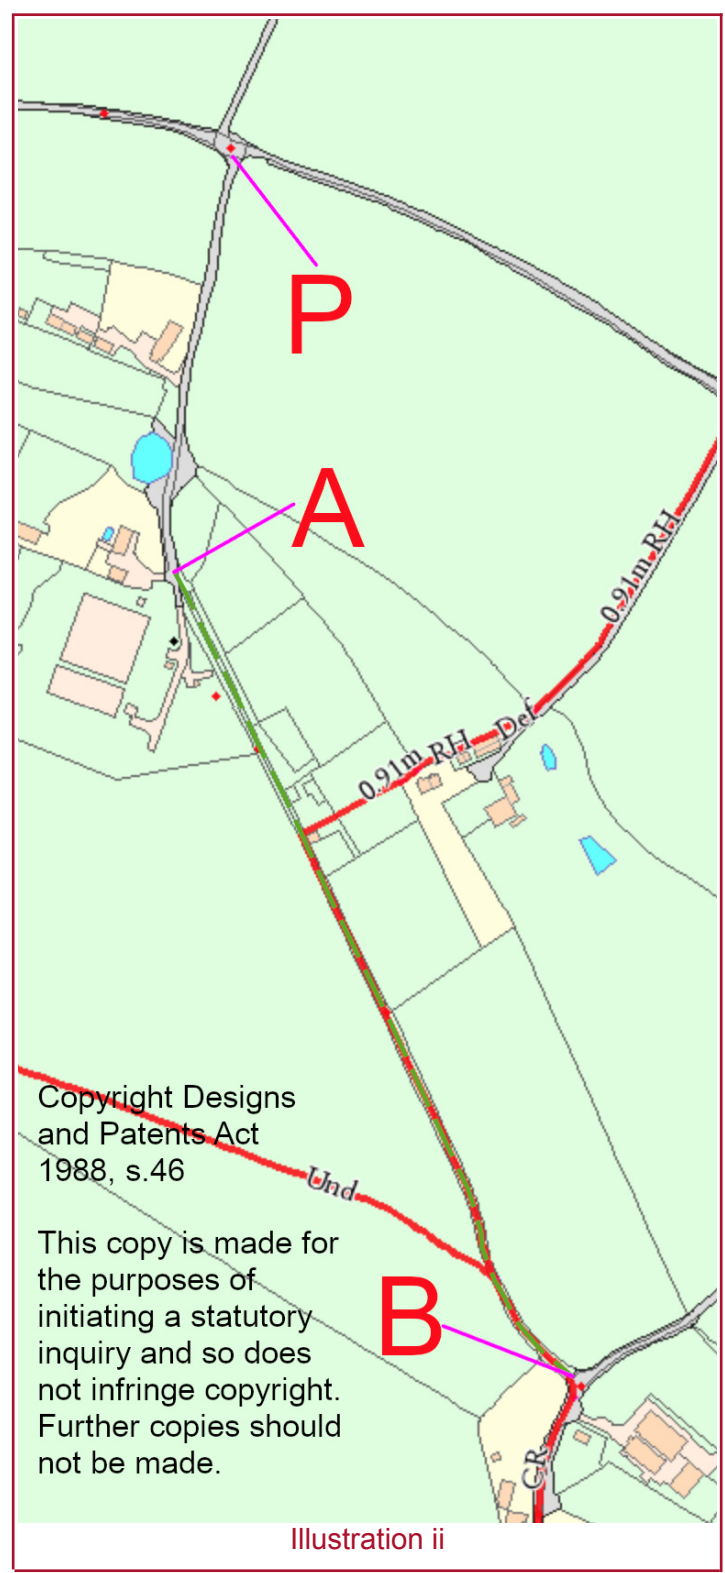 P
A
0.91m RH
0.91m RH Def
Copyright Designs
and Patents Act
1988, s.46
Und
This copy is made for
the purposes of
initiating a statutory
inquiry and so does
not infringe copyright.
Further copies should
not be made.
B
CR
Illustration ii